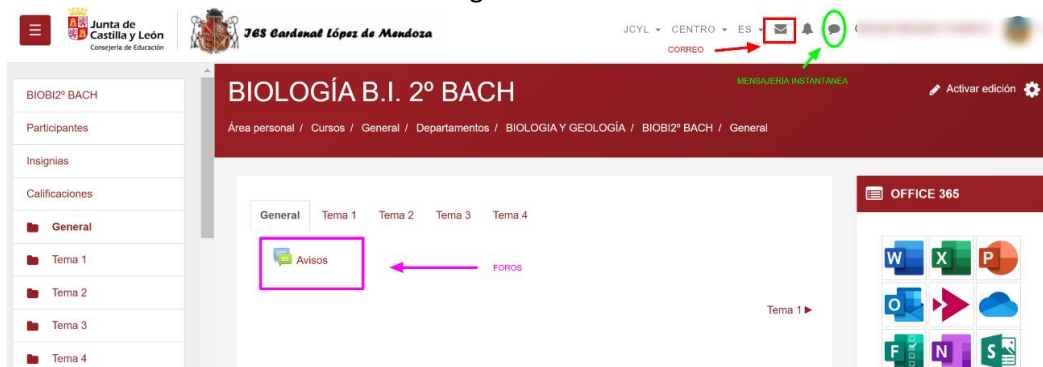 Junta de
Castilla y León
Consejería de Educación
IES Cardenal López de Mendoza
JCYL CENTRO ES
CORREO
MENSAJERÍA INSTANTÁNEA
BIOLOGÍA B.I. 2º BACH
Activar edición
Área personal / Cursos / General / Departamentos / BIOLOGIA Y GEOLOGÍA / BIOBI2º BACH / General
BIOBI2º BACH
Participantes
Insignias
Calificaciones
General
Tema 1
Tema 2
Tema 3
Tema 4
General Tema 1 Tema 2 Tema 3 Tema 4
Avisos
FOROS
Tema 1
OFFICE 365
W X P
O
F N S